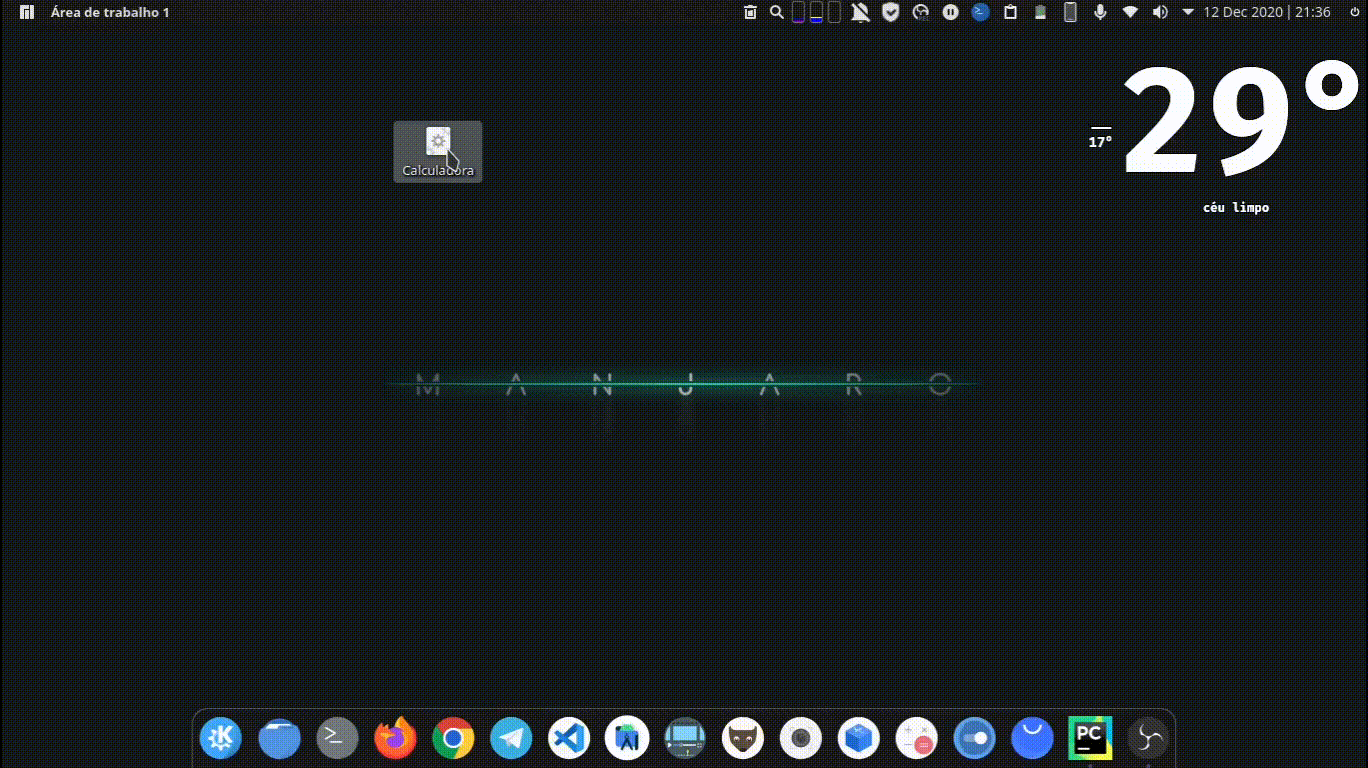 Área de trabalho 1
12 Dec 2020 | 21:36
29°
17°
céu limpo
Calculadora
M A N J A R O
PC